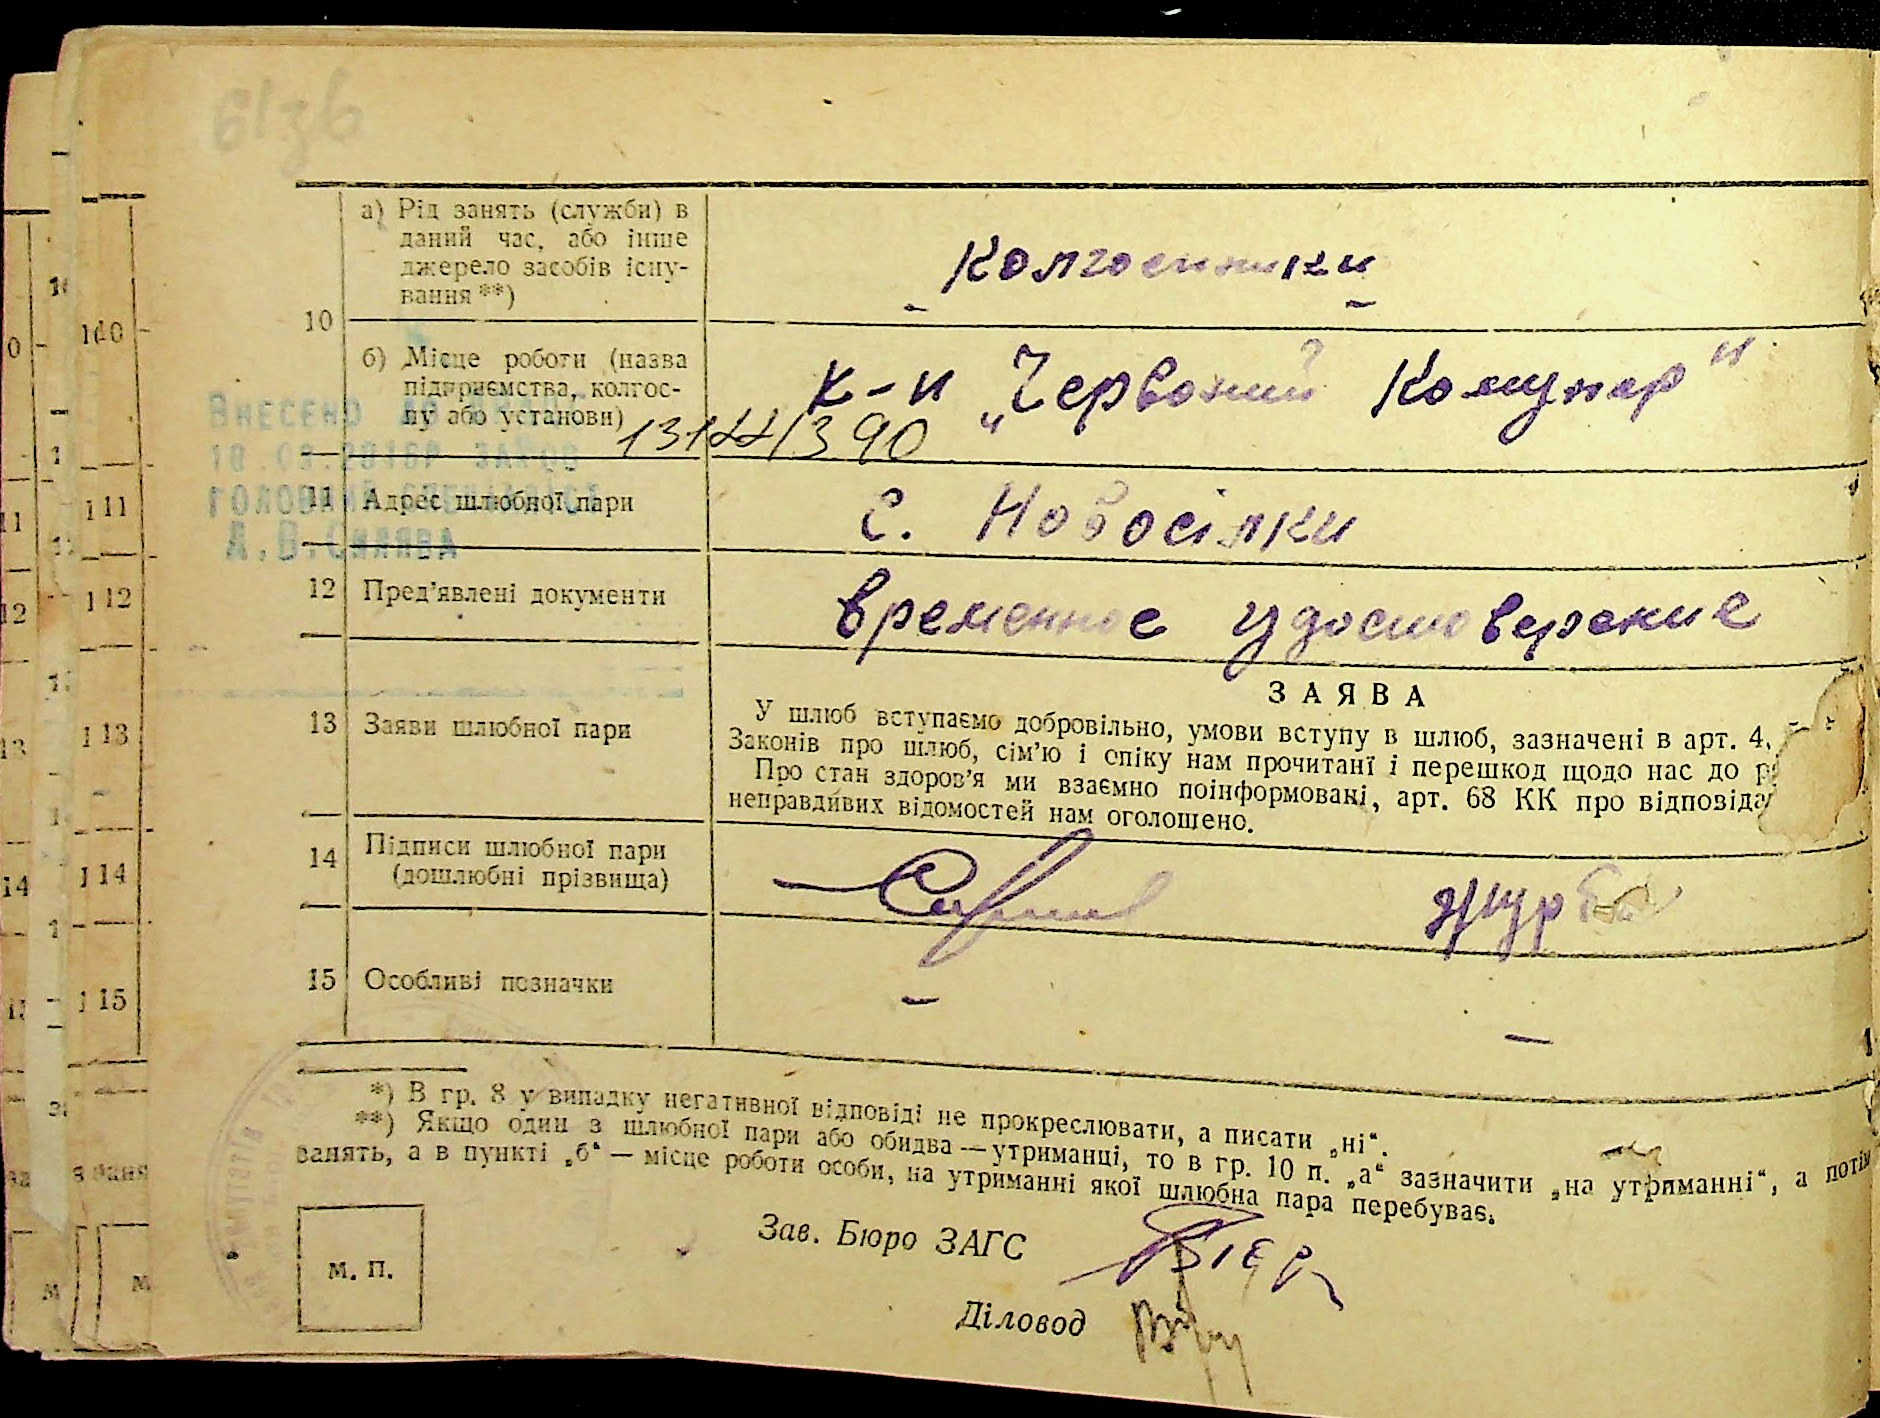 10
а) Рід занять (служби) в
даний час, або інше
джерело засобів існу-
вання **)
Колгоспники
б) Місце роботи (назва
підприємства, колгос-
пу або установи)
к-п „Червоний Комунар"
390
Внесено
11 Адрес шлюбної пари
с. Новосілки
12 Пред'явлені документи
временное удостоверение
13 Заяви шлюбної пари
ЗАЯВА
У шлюб вступаємо добровільно, умови вступу в шлюб, зазначені в арт. 4,
Законів про шлюб, сім'ю і опіку нам прочитані і перешкод щодо нас до
Про стан здоров'я ми взаємно поінформовані, арт. 68 КК про
неправдивих відомостей нам оголошено.
14 Підписи шлюбної пари
(дошлюбні прізвища)
Журба
15 Особливі позначки
*) В гр. 8 у випадку негативної відповіді не прокреслювати, а писати „ні".
**) Якщо один з шлюбної пари або обидва — утриманці, то в гр. 10 п. „а" зазначити „на утриманні", а потім
занять, а в пункті „б" — місце роботи особи, на утриманні якої шлюбна пара перебуває.
м. п.
Зав. Бюро ЗАГС
Діловод